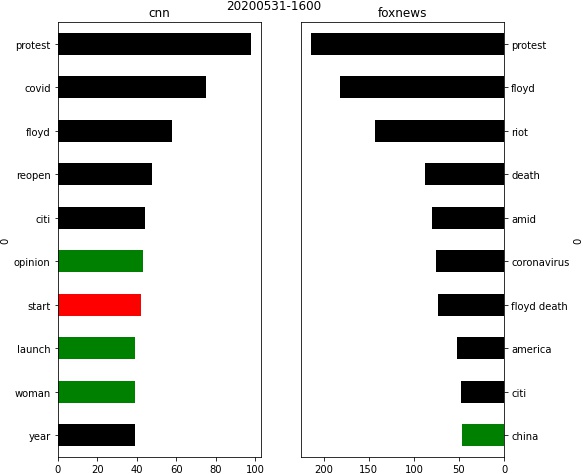 20200531-1600
cnn
foxnews
protest
covid
floyd
reopen
citi
opinion
start
launch
woman
year
0
0 20 40 60 80 100
protest
floyd
riot
death
amid
coronavirus
floyd death
america
citi
china
0
200 150 100 50 0